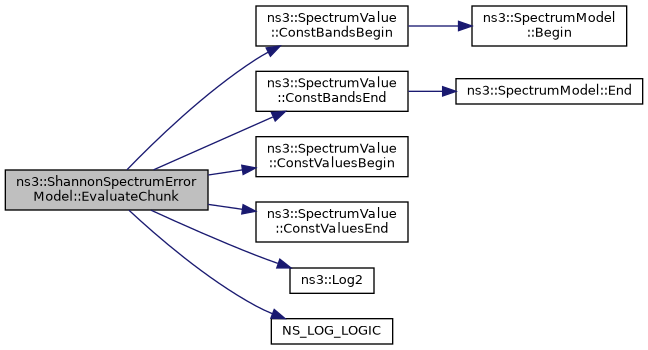 ns3::SpectrumValue
::ConstBandsBegin
ns3::SpectrumModel
::Begin
ns3::SpectrumValue
::ConstBandsEnd
ns3::SpectrumModel::End
ns3::SpectrumValue
::ConstValuesBegin
ns3::ShannonSpectrumError
Model::EvaluateChunk
ns3::SpectrumValue
::ConstValuesEnd
ns3::Log2
NS_LOG_LOGIC